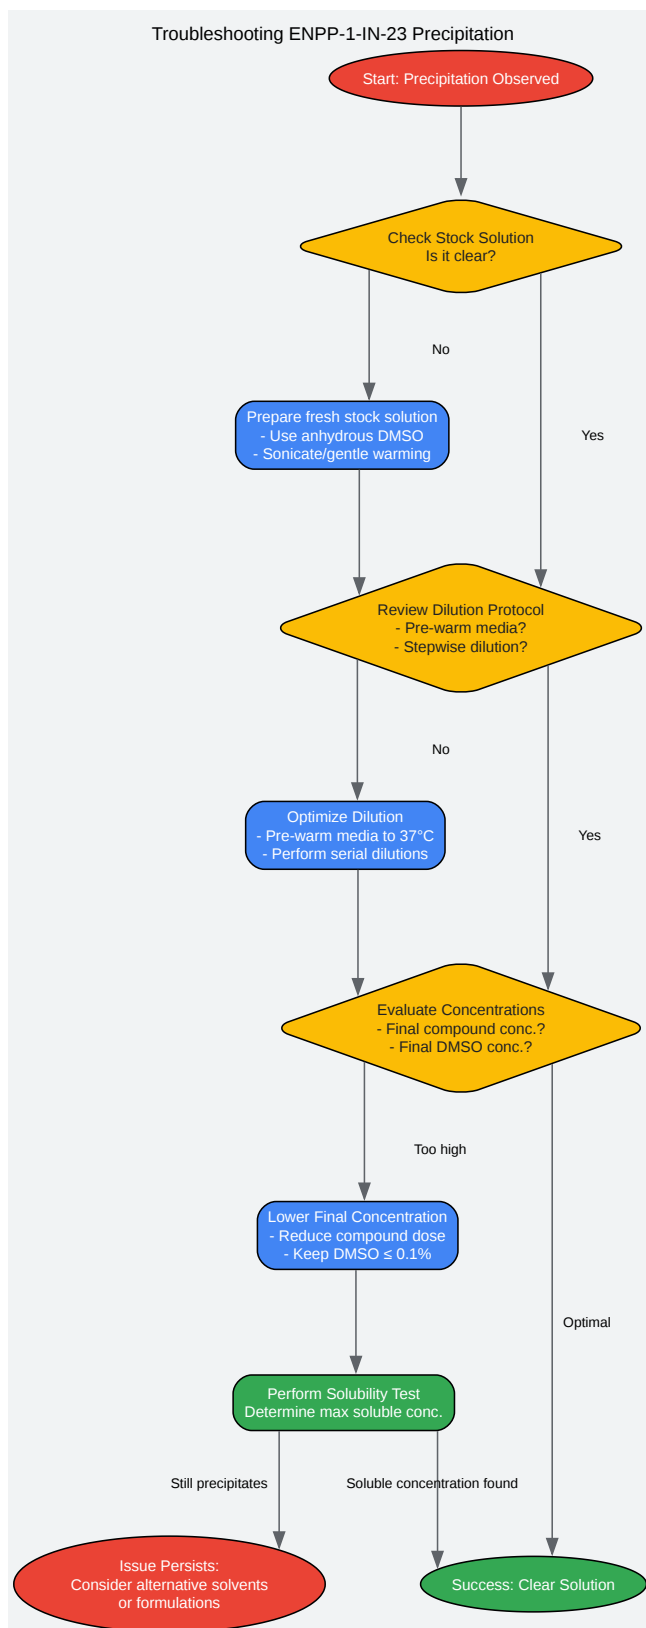 Troubleshooting ENPP-1-IN-23 Precipitation
Start: Precipitation Observed
Check Stock Solution
Is it clear?
No
Prepare fresh stock solution
- Use anhydrous DMSO
- Sonicate/gentle warming
Yes
Review Dilution Protocol
- Pre-warm media?
- Stepwise dilution?
No
Optimize Dilution
- Pre-warm media to 37°C
- Perform serial dilutions
Yes
Evaluate Concentrations
- Final compound conc.?
- Final DMSO conc.?
Too high
Lower Final Concentration
- Reduce compound dose
- Keep DMSO ≤ 0.1%
Optimal
Perform Solubility Test
Determine max soluble conc.
Still precipitates
Soluble concentration found
Issue Persists:
Consider alternative solvents
or formulations
Success: Clear Solution